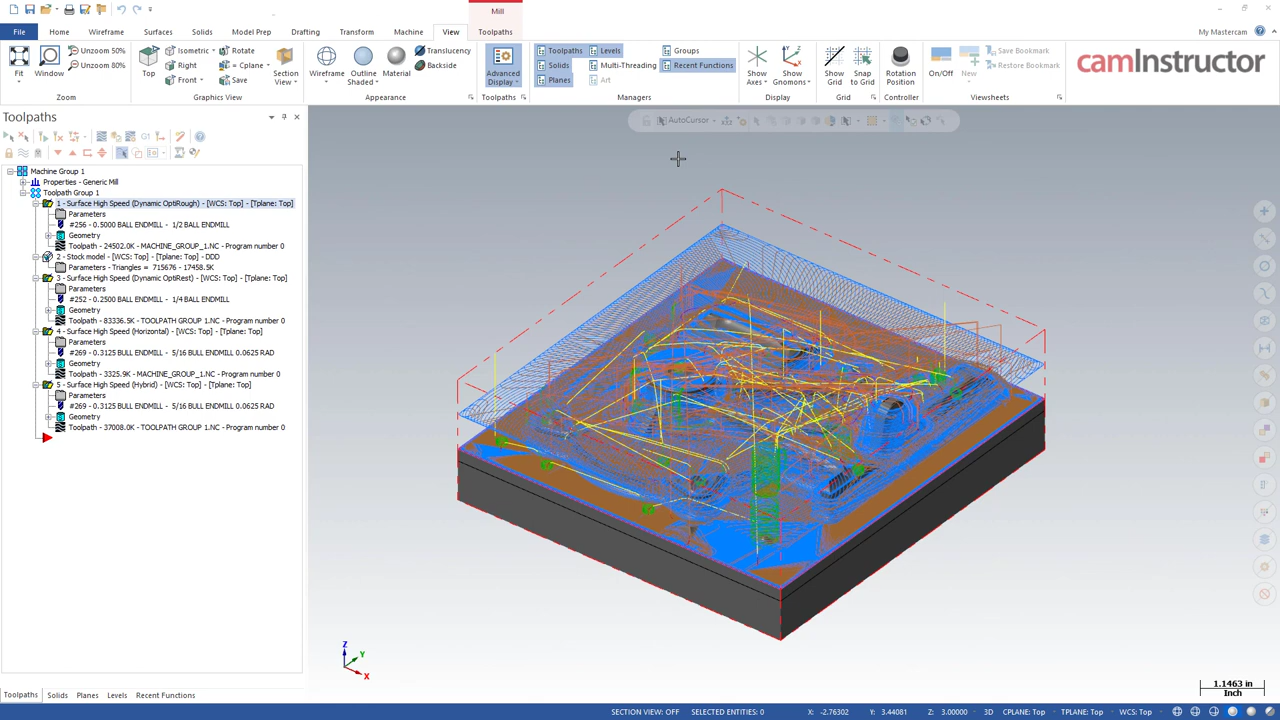 Mill
File Home Wireframe Surfaces Solids Model Prep Drafting Transform Machine View Toolpaths My Mastercam
Fit Window Unzoom 50% Unzoom 80% Top Isometric Right Front Rotate = Cplane Save Section View Wireframe Outline Shaded Material Translucency Backside Advanced Display Toolpaths Solids Planes Levels Multi-Threading Art Groups Recent Functions Show Axes Show Gnomons Show Grid Snap to Grid Rotation Position On/Off New Save Bookmark Restore Bookmark
camInstructor
Zoom Graphics View Appearance Toolpaths Managers Display Grid Controller Viewsheets
Toolpaths
AutoCursor
G1
Machine Group 1
Properties - Generic Mill
Toolpath Group 1
1 - Surface High Speed (Dynamic OptiRough) - [WCS: Top] - [Tplane: Top]
Parameters
#256 - 0.5000 BALL ENDMILL - 1/2 BALL ENDMILL
Geometry
Toolpath - 24502.0K - MACHINE_GROUP_1.NC - Program number 0
2 - Stock model - [WCS: Top] - [Tplane: Top] - DDD
Parameters - Triangles = 715676 - 17458.5K
3 - Surface High Speed (Dynamic OptiRest) - [WCS: Top] - [Tplane: Top]
Parameters
#252 - 0.2500 BALL ENDMILL - 1/4 BALL ENDMILL
Geometry
Toolpath - 83336.9K - TOOLPATH GROUP 1.NC - Program number 0
4 - Surface High Speed (Horizontal) - [WCS: Top] - [Tplane: Top]
Parameters
#269 - 0.3125 BULL ENDMILL - 5/16 BULL ENDMILL 0.0625 RAD
Geometry
Toolpath - 3325.9K - MACHINE_GROUP_1.NC - Program number 0
5 - Surface High Speed (Hybrid) - [WCS: Top] - [Tplane: Top]
Parameters
#269 - 0.3125 BULL ENDMILL - 5/16 BULL ENDMILL 0.0625 RAD
Geometry
Toolpath - 37008.0K - TOOLPATH GROUP 1.NC - Program number 0
Z
Y
X
1.1463 in
Inch
Toolpaths Solids Planes Levels Recent Functions
SECTION VIEW: OFF SELECTED ENTITIES: 0 X: -2.76302 Y: 3.44081 Z: 3.00000 3D CPLANE: Top TPLANE: Top WCS: Top